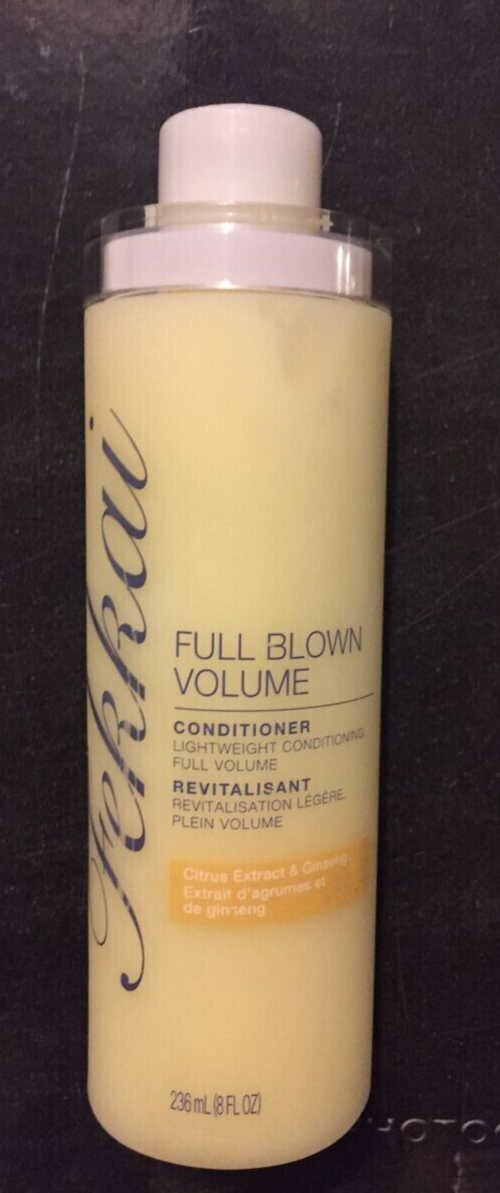 Fekkai
FULL BLOWN
VOLUME
CONDITIONER
LIGHTWEIGHT CONDITIONING,
FULL VOLUME
REVITALISANT
REVITALISATION LÉGÈRE,
PLEIN VOLUME
Citrus Extract & Ginseng
Extrait d'agrumes et
de ginseng
236 mL (8 FL OZ)